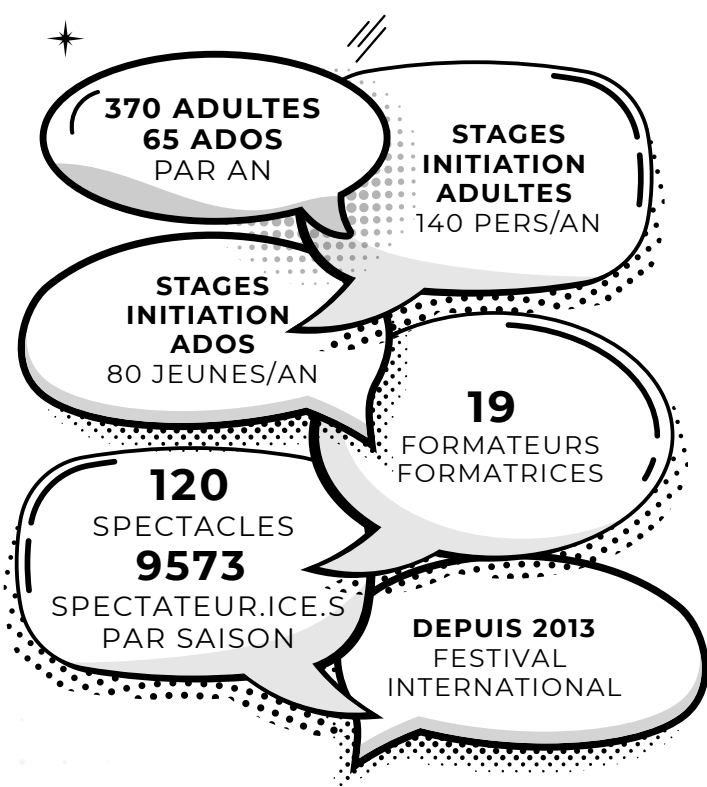 370 ADULTES
65 ADOS
PAR AN
STAGES
INITIATION
ADULTES
140 PERS/AN
STAGES
INITIATION
ADOS
80 JEUNES/AN
19
FORMATEURS
FORMATRICES
120
SPECTACLES
9573
SPECTATEUR.ICE.S
PAR SAISON
DEPUIS 2013
FESTIVAL
INTERNATIONAL